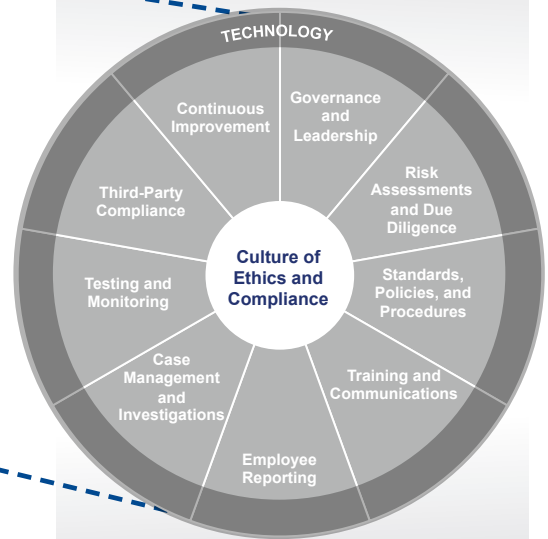 TECHNOLOGY
Governance
and
Leadership
Risk
Assessments
and Due
Diligence
Standards,
Policies, and
Procedures
Training and
Communications
Employee
Reporting
Case
Management
and
Investigations
Testing and
Monitoring
Third-Party
Compliance
Continuous
Improvement
Culture of
Ethics and
Compliance